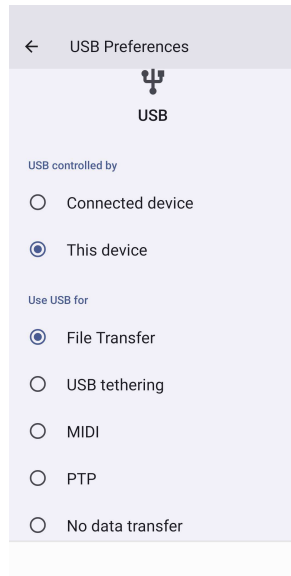 USB Preferences
USB
USB controlled by
Connected device
This device
Use USB for
File Transfer
USB tethering
MIDI
PTP
No data transfer